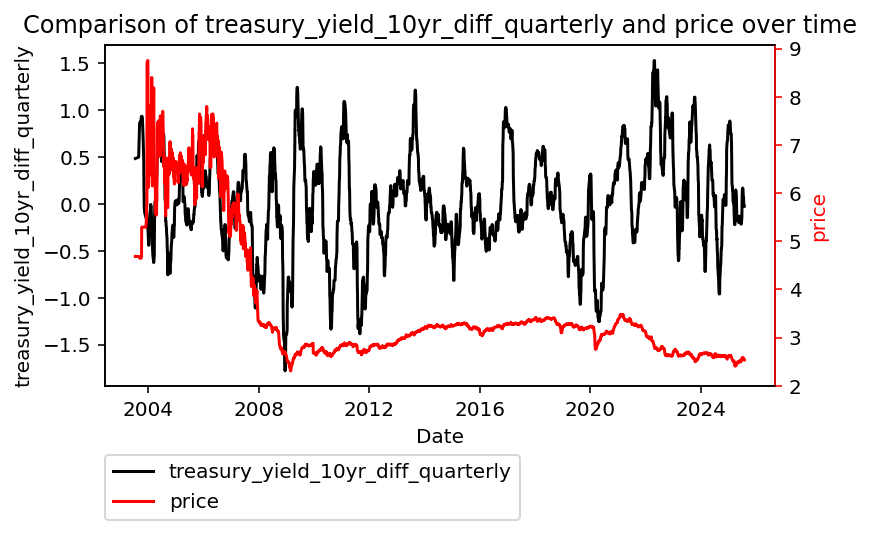 Comparison of treasury_yield_10yr_diff_quarterly and price over time
treasury_yield_10yr_diff_quarterly
1.5
1.0
0.5
0.0
−0.5
−1.0
−1.5
9
8
7
6
5
4
3
2
price
2004 2008 2012 2016 2020 2024
Date
treasury_yield_10yr_diff_quarterly
price